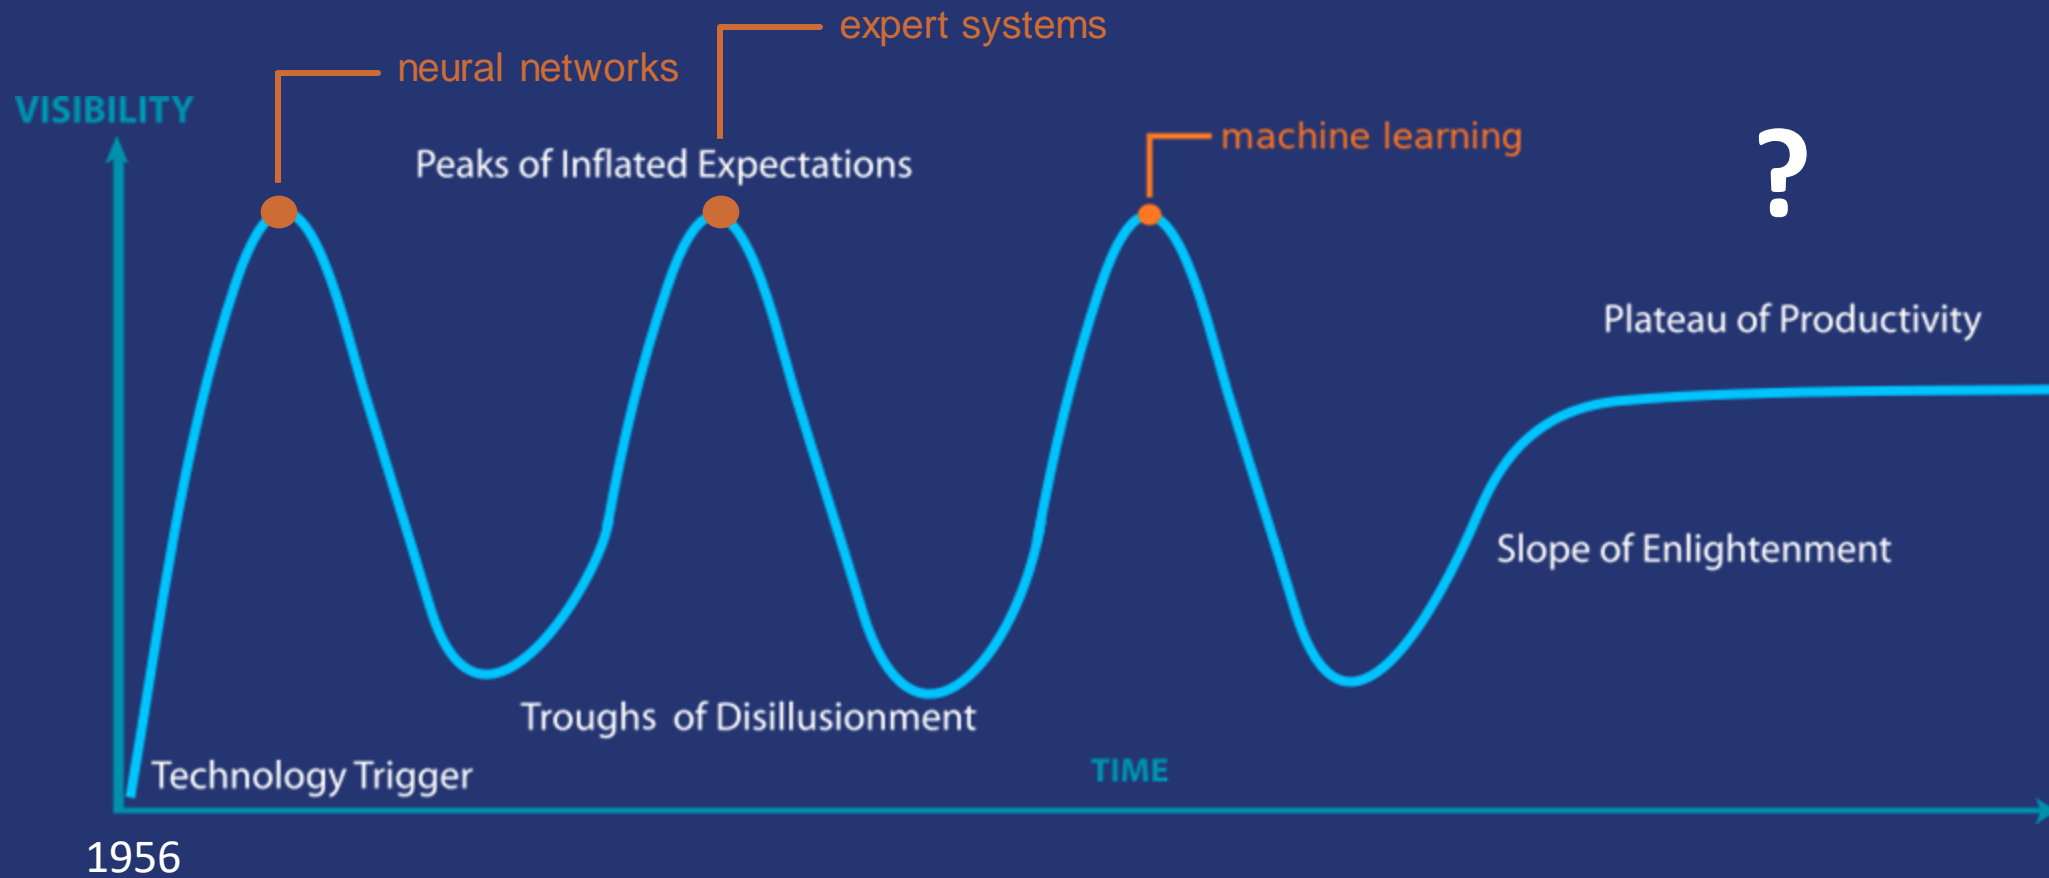 expert systems
neural networks
VISIBILITY
machine learning
?
Peaks of Inflated Expectations
Plateau of Productivity
Slope of Enlightenment
Troughs of Disillusionment
TIME
Technology Trigger
1956